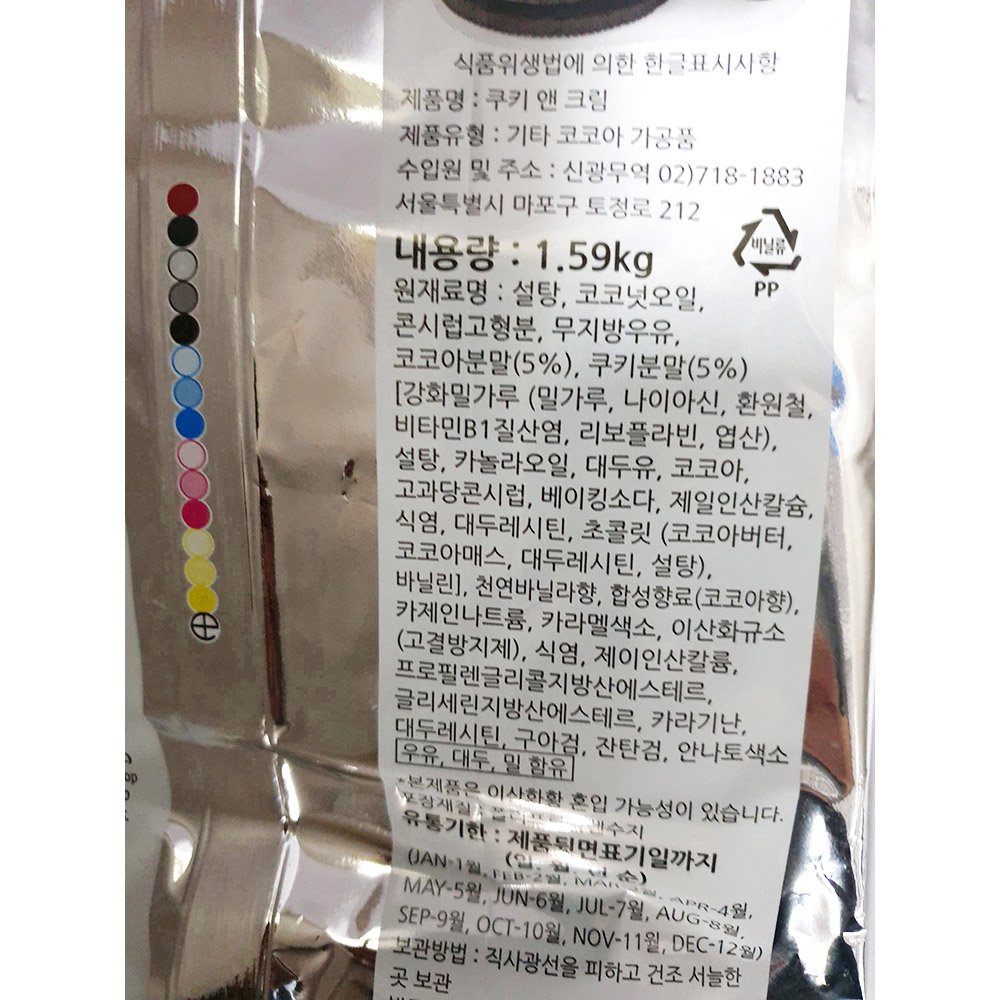 식품위생법에 의한 한글표시사항
제품명 : 쿠키 앤 크림
제품유형 : 기타 코코아 가공품
수입원 및 주소 : 신광무역 02)718-1883
서울특별시 마포구 토정로 212
내용량 : 1.59kg
비닐류
PP
원재료명 : 설탕, 코코넛오일,
콘시럽고형분, 무지방우유,
코코아분말(5%), 쿠키분말(5%)
[강화밀가루 (밀가루, 나이아신, 환원철,
비타민B1질산염, 리보플라빈, 엽산),
설탕, 카놀라오일, 대두유, 코코아,
고과당콘시럽, 베이킹소다, 제일인산칼슘,
식염, 대두레시틴, 초콜릿 (코코아버터,
코코아매스, 대두레시틴, 설탕),
바닐린], 천연바닐라향, 합성향료(코코아향),
카제인나트륨, 카라멜색소, 이산화규소
(고결방지제), 식염, 제이인산칼륨,
프로필렌글리콜지방산에스테르,
글리세린지방산에스테르, 카라기난,
대두레시틴, 구아검, 잔탄검, 안나토색소
우유, 대두, 밀 함유
*본제품은 이산화황 혼입 가능성이 있습니다.
포장재질 :
유통기한 : 제품뒷면표기일까지
(JAN-1월, FEB-2월, APR-4월,
MAY-5월, JUN-6월, JUL-7월, AUG-8월,
SEP-9월, OCT-10월, NOV-11월, DEC-12월)
보관방법 : 직사광선을 피하고 건조 서늘한
곳 보관